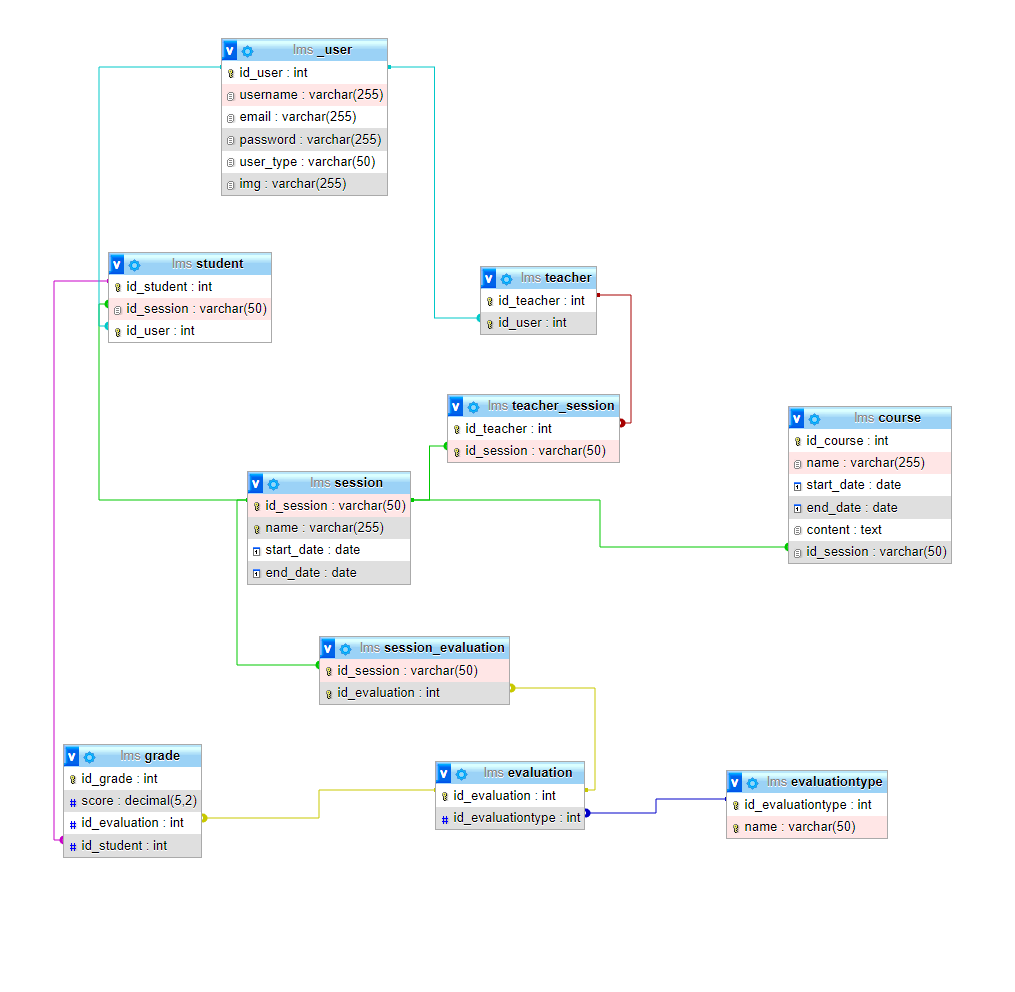 v lms _user
id_user : int
username : varchar(255)
email : varchar(255)
password : varchar(255)
user_type : varchar(50)
img : varchar(255)
v lms student
id_student : int
id_session : varchar(50)
id_user : int
v lms teacher
id_teacher : int
id_user : int
v lms teacher_session
id_teacher : int
id_session : varchar(50)
v lms course
id_course : int
name : varchar(255)
start_date : date
end_date : date
content : text
id_session : varchar(50)
v lms session
id_session : varchar(50)
name : varchar(255)
start_date : date
end_date : date
v lms session_evaluation
id_session : varchar(50)
id_evaluation : int
v lms grade
id_grade : int
# score : decimal(5,2)
# id_evaluation : int
# id_student : int
v lms evaluation
id_evaluation : int
# id_evaluationtype : int
v lms evaluationtype
id_evaluationtype : int
name : varchar(50)